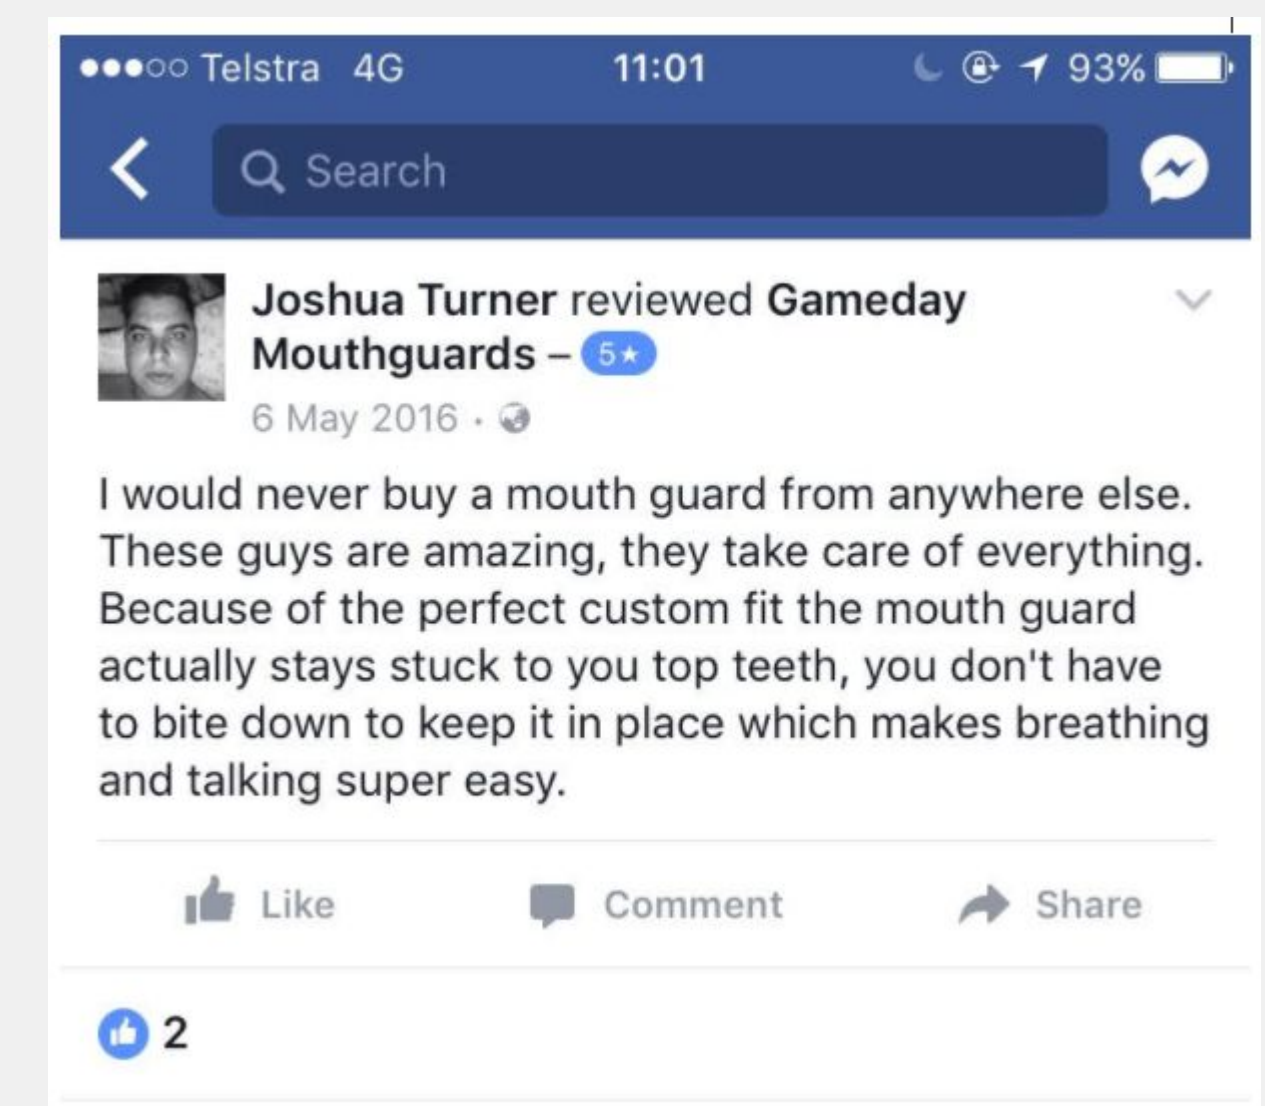 Telstra 4G 11:01 93%
Search
Joshua Turner reviewed Gameday
Mouthguards – 5★
6 May 2016 ·
I would never buy a mouth guard from anywhere else.
These guys are amazing, they take care of everything.
Because of the perfect custom fit the mouth guard
actually stays stuck to you top teeth, you don't have
to bite down to keep it in place which makes breathing
and talking super easy.
Like Comment Share
2